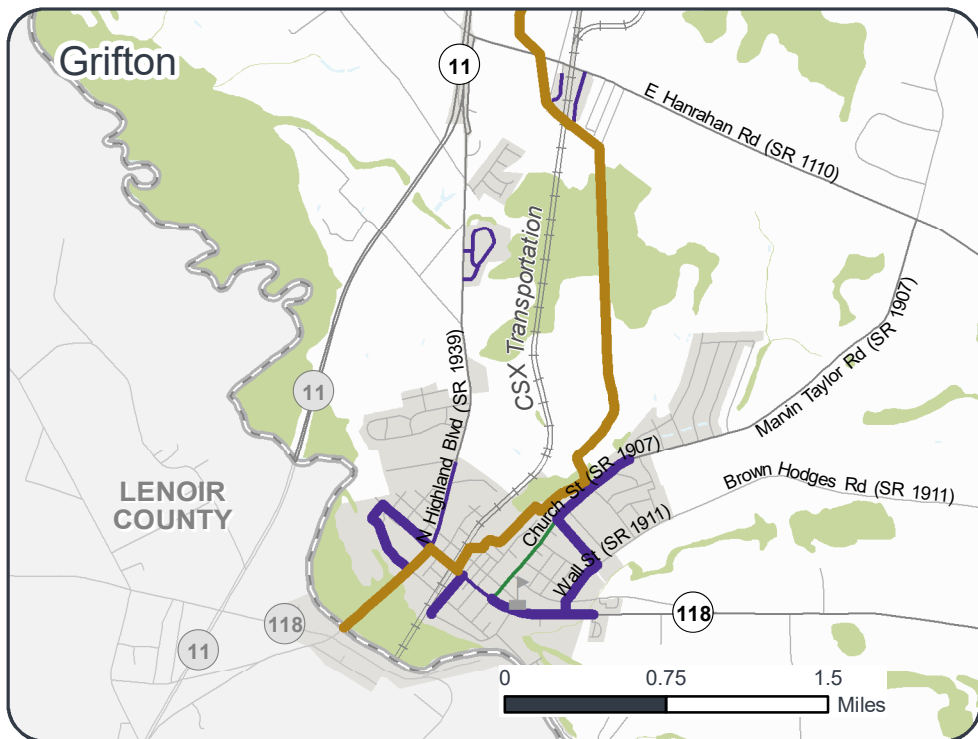 Grifton
11
E Hanrahan Rd (SR 1110)
CSX Transportation
N Highland Blvd (SR 1939)
Marvin Taylor Rd (SR 1907)
11
Church St (SR 1907)
Brown Hodges Rd (SR 1911)
LENOIR
COUNTY
Wall St (SR 1911)
118
118
11
0 0.75 1.5
Miles